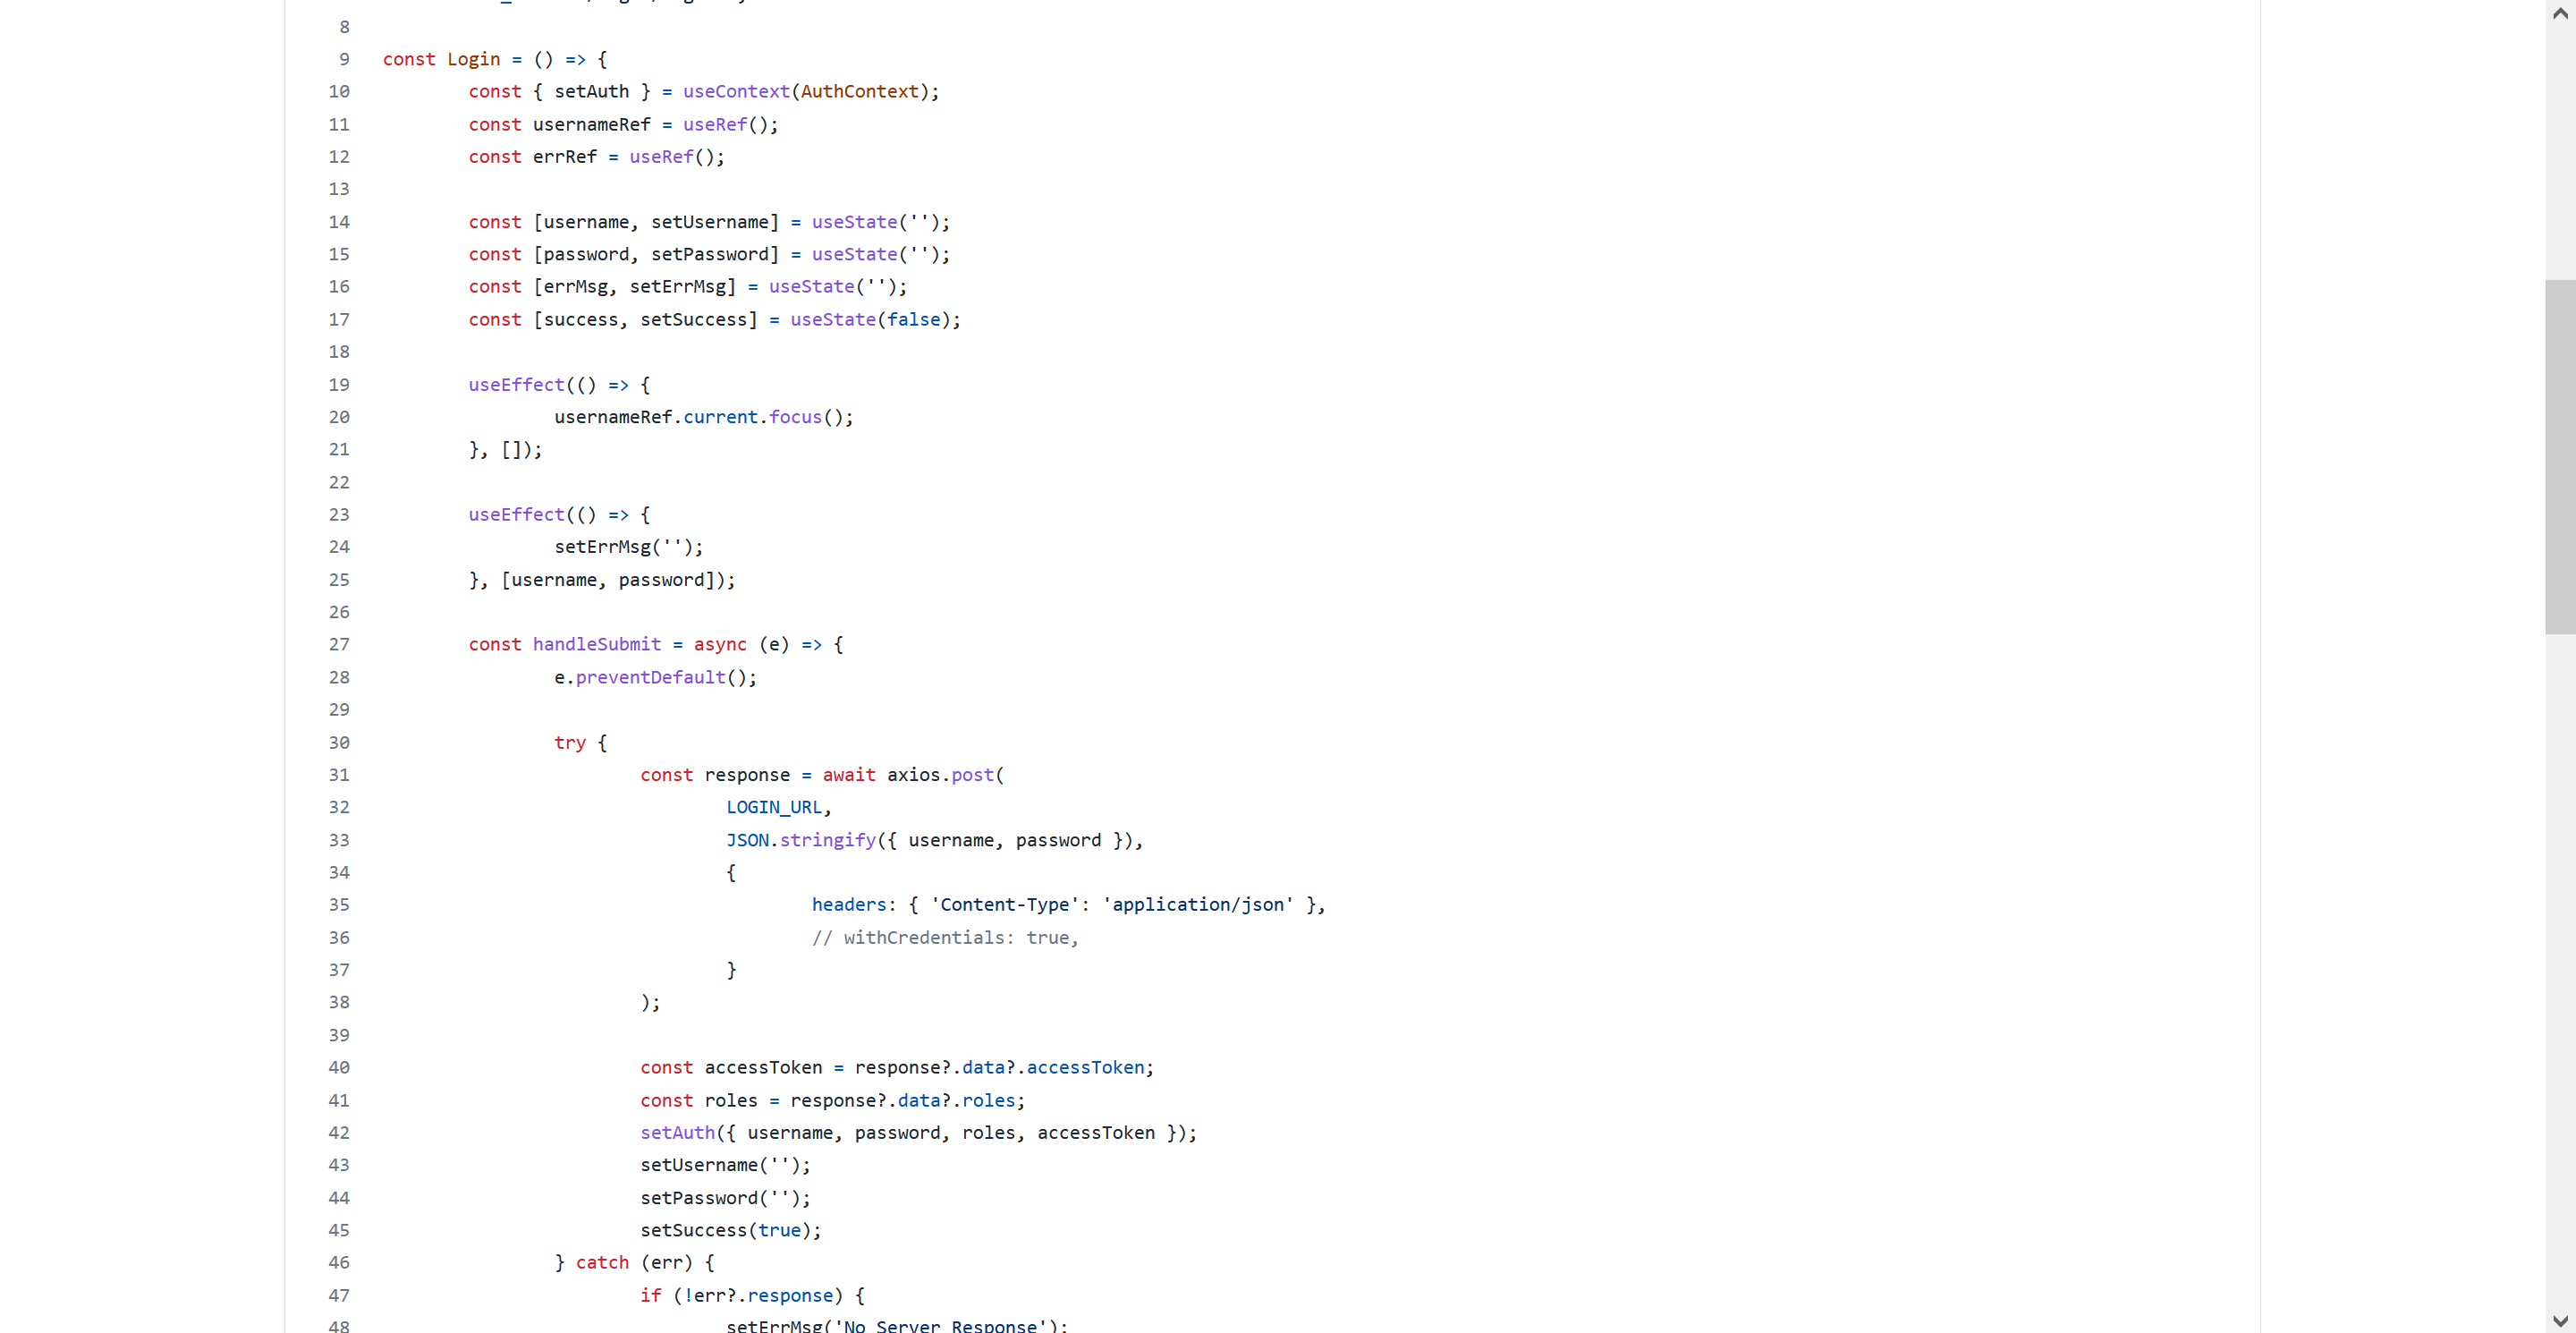 8
9 const Login = () => {
10 const { setAuth } = useContext(AuthContext);
11 const usernameRef = useRef();
12 const errRef = useRef();
13
14 const [username, setUsername] = useState('');
15 const [password, setPassword] = useState('');
16 const [errMsg, setErrMsg] = useState('');
17 const [success, setSuccess] = useState(false);
18
19 useEffect(() => {
20 usernameRef.current.focus();
21 }, []);
22
23 useEffect(() => {
24 setErrMsg('');
25 }, [username, password]);
26
27 const handleSubmit = async (e) => {
28 e.preventDefault();
29
30 try {
31 const response = await axios.post(
32 LOGIN_URL,
33 JSON.stringify({ username, password }),
34 {
35 headers: { 'Content-Type': 'application/json' },
36 // withCredentials: true,
37 }
38 );
39
40 const accessToken = response?.data?.accessToken;
41 const roles = response?.data?.roles;
42 setAuth({ username, password, roles, accessToken });
43 setUsername('');
44 setPassword('');
45 setSuccess(true);
46 } catch (err) {
47 if (!err?.response) {
48 setErrMsg('No Server Response');